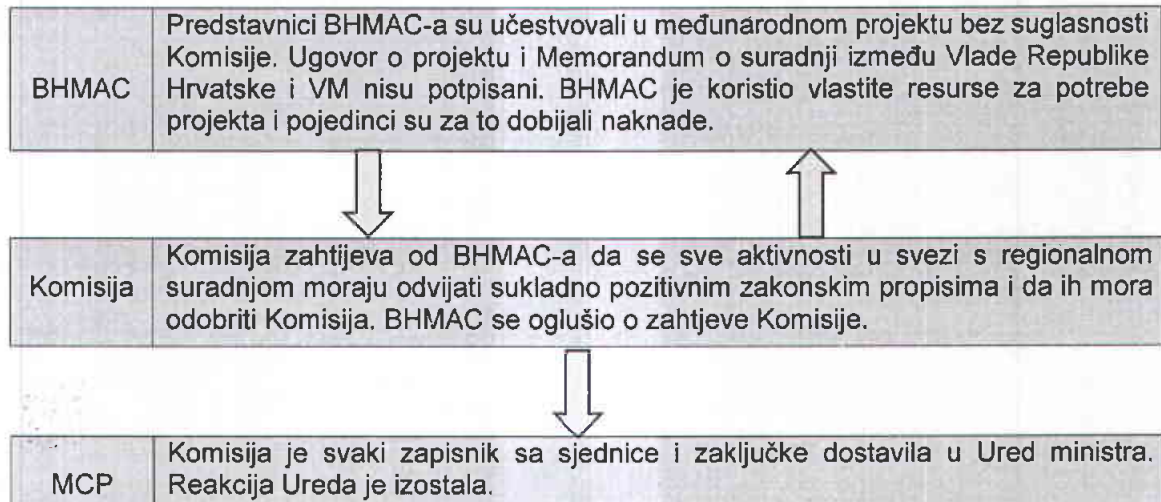 Predstavnici BHMAC-a su učestvovali u međunarodnom projektu bez suglasnosti
Komisije. Ugovor o projektu i Memorandum o suradnji između Vlade Republike
BHMAC
Hrvatske i VM nisu potpisani. BHMAC je koristio vlastite resurse za potrebe
projekta i pojedinci su za to dobijali naknade.
Komisija zahtijeva od BHMAC-a da se sve aktivnosti u svezi s regionalnom
Komisija
suradnjom moraju odvijati sukladno pozitivnim zakonskim propisima i da ih mora
odobriti Komisija. BHMAC se oglušio o zahtjeve Komisije.
Komisija je svaki zapisnik sa sjednice i zaključke dostavila u Ured ministra.
MCP
Reakcija Ureda je izostala.